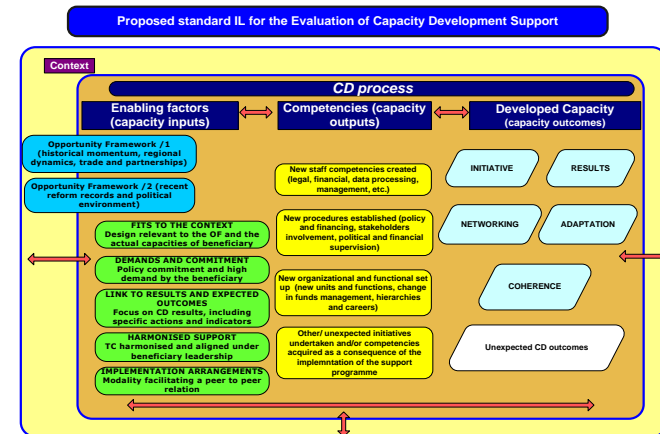 Proposed standard IL for the Evaluation of Capacity Development Support
Context
CD process
Enabling factors
(capacity inputs)
Competencies (capacity
outputs)
Developed Capacity
(capacity outcomes)
Opportunity Framework /1
(historical momentum, regional
dynamics, trade and partnerships)
Opportunity Framework /2 (recent
reform records and political
environment)
FITS TO THE CONTEXT
Design relevant to the OF and the
actual capacities of beneficiary
DEMANDS AND COMMITMENT
Policy commitment and high
demand by the beneficiary
LINK TO RESULTS AND EXPECTED
OUTCOMES
Focus on CD results, including
specific actions and indicators
HARMONISED SUPPORT
TC harmonised and aligned under
beneficiary leadership
IMPLEMENTATION ARRANGEMENTS
Modality facilitating a peer to peer
relation
New staff competencies created
(legal, financial, data processing,
management, etc.)
New procedures established (policy
and financing, stakeholders
involvement, political and financial
supervision)
New organizational and functional set
up (new units and functions, change
in funds management, hierarchies
and careers)
Other/ unexpected initiatives
undertaken and/or competencies
acquired as a consequence of the
implemntation of the support
programme
INITIATIVE
RESULTS
NETWORKING
ADAPTATION
COHERENCE
Unexpected CD outcomes